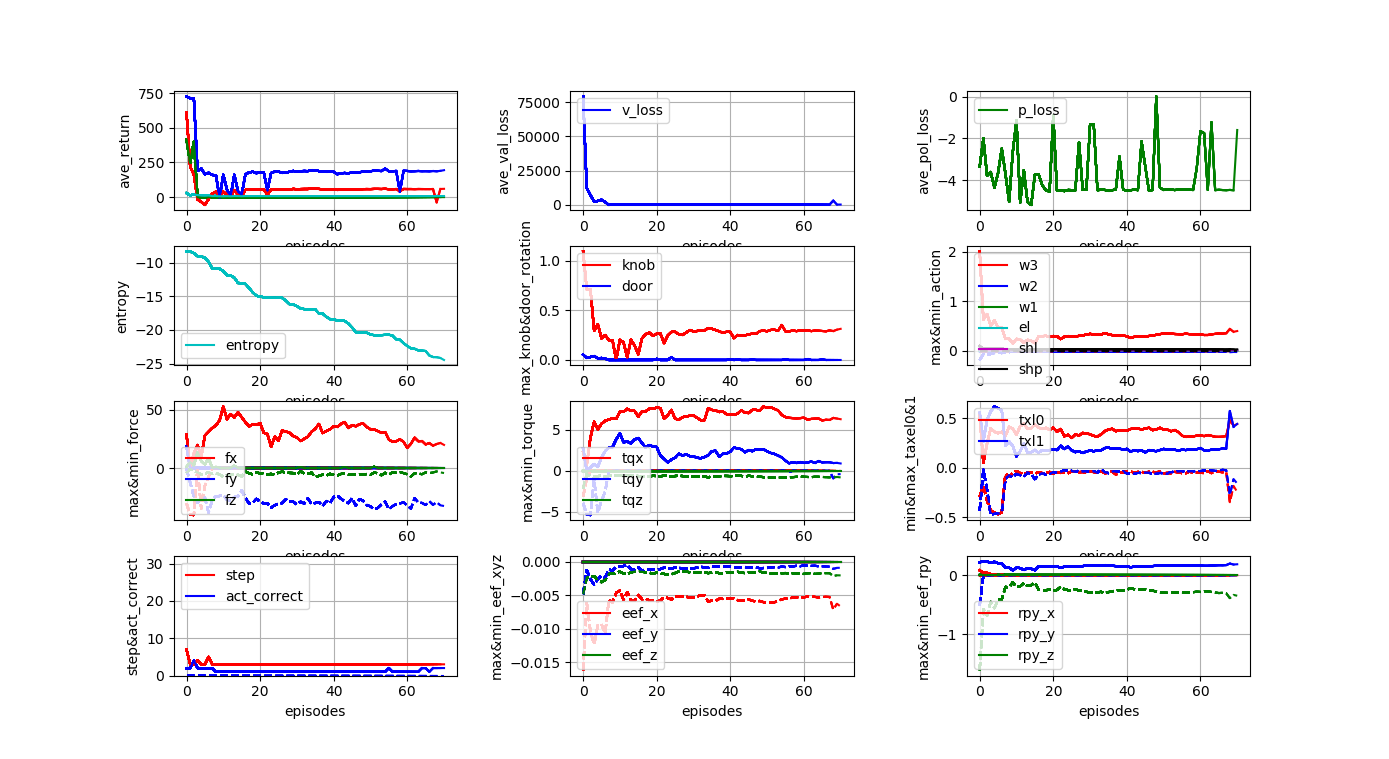 ave_return
750
500
250
0
0
20
40
60
episodes
ave_val_loss
75000
50000
25000
0
v_loss
0
20
40
60
episodes
ave_pol_loss
0
−2
−4
p_loss
0
20
40
60
episodes
entropy
−10
−15
−20
−25
entropy
0
20
40
60
max_knob&door_rotation
1.0
0.5
0.0
knob
door
0
20
40
60
max&min_action
2
1
0
w3
w2
w1
el
shl
shp
0
20
40
60
max&min_force
50
0
fx
fy
fz
0
20
40
60
episodes
max&min_torque
5
0
−5
tqx
tqy
tqz
0
20
40
60
episodes
min&max_taxel0&1
0.5
0.0
−0.5
txl0
txl1
0
20
40
60
episodes
step&act_correct
30
20
10
0
step
act_correct
0
20
40
60
episodes
max&min_eef_xyz
0.000
−0.005
−0.010
−0.015
eef_x
eef_y
eef_z
0
20
40
60
episodes
max&min_eef_rpy
0
−1
rpy_x
rpy_y
rpy_z
0
20
40
60
episodes